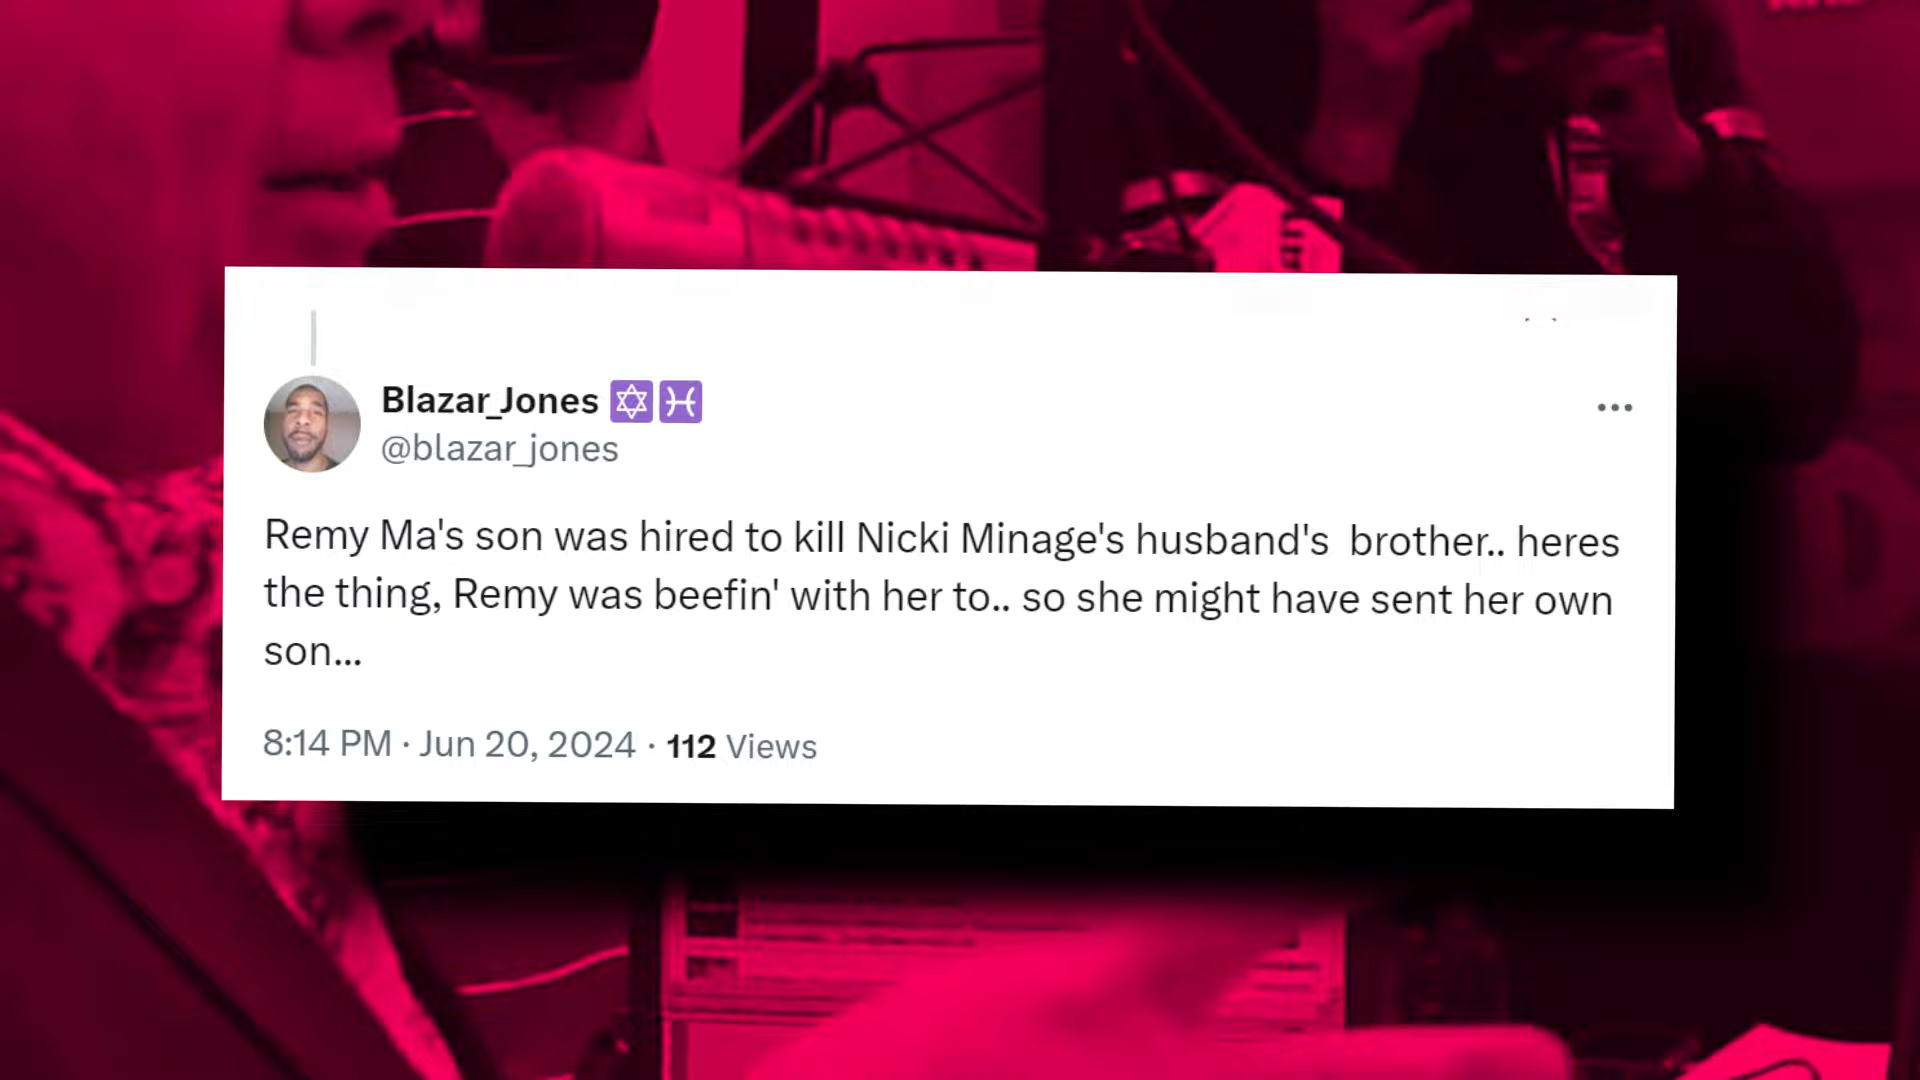 Blazar_Jones ✡️♓
@blazar_jones
Remy Ma's son was hired to kill Nicki Minage's husband's  brother.. heres
the thing, Remy was beefin' with her to.. so she might have sent her own
son...
8:14 PM · Jun 20, 2024 · 112 Views